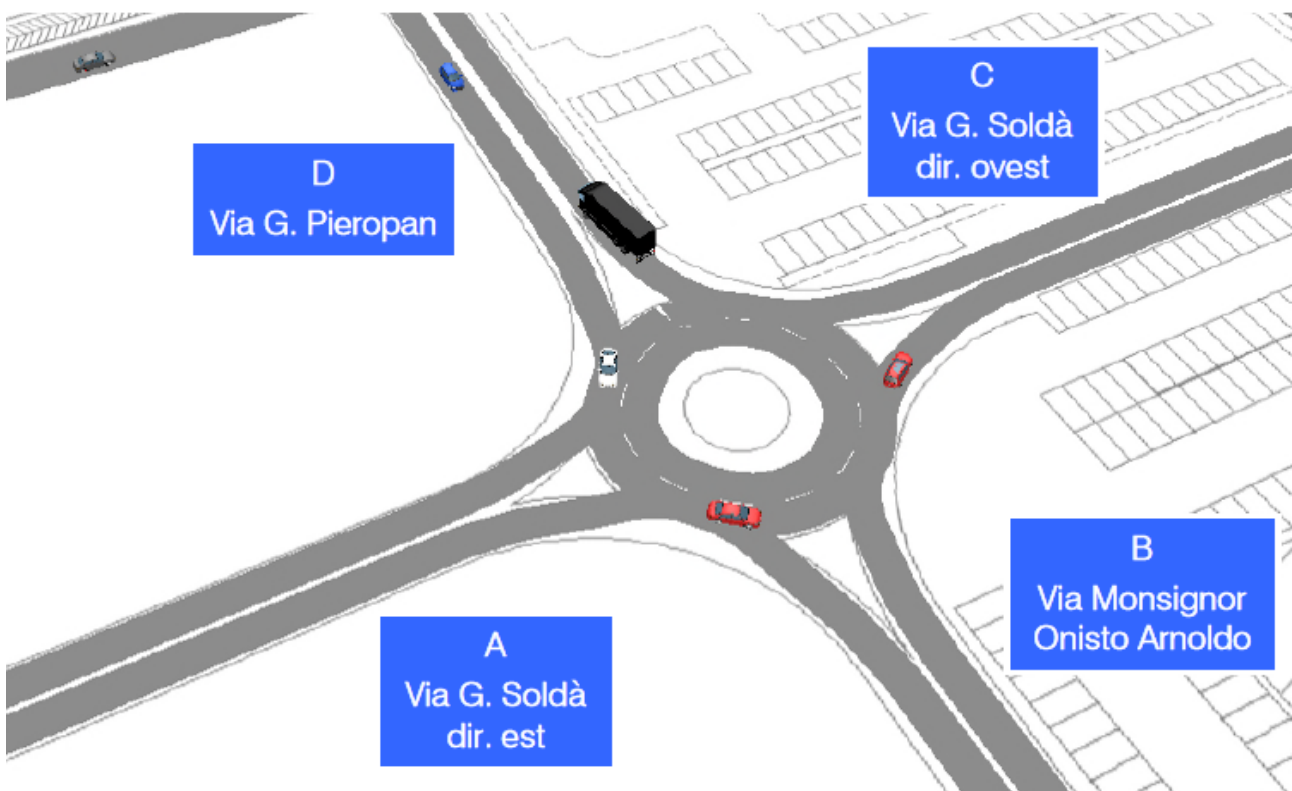 C
Via G. Soldà
dir. ovest
D
Via G. Pieropan
B
Via Monsignor
Onisto Arnoldo
A
Via G. Soldà
dir. est